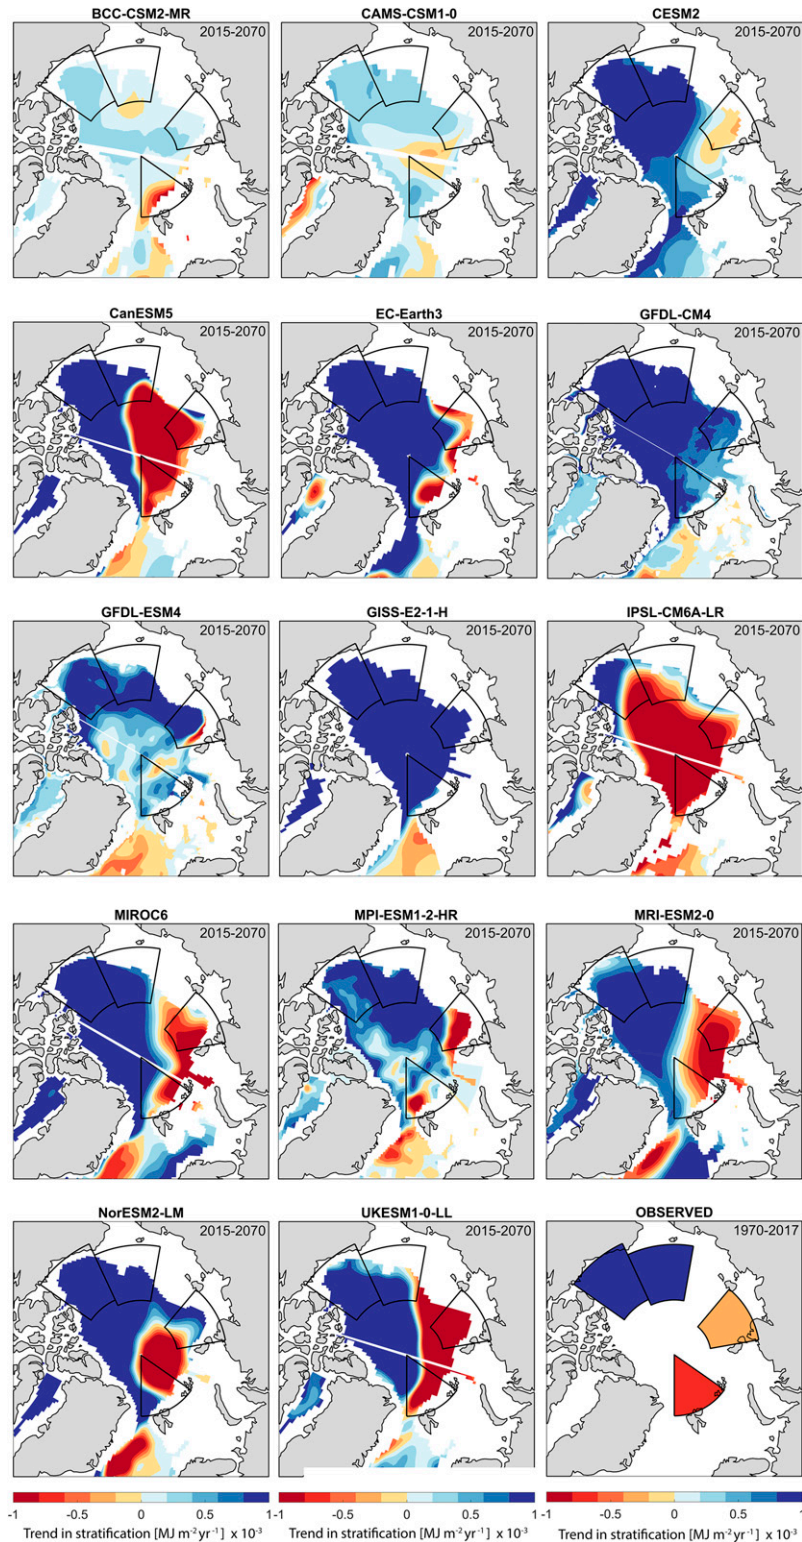 BCC-CSM2-MR CAMS-CSM1-0 CESM2
2015-2070 2015-2070 2015-2070
CanESM5 EC-Earth3 GFDL-CM4
2015-2070 2015-2070 2015-2070
GFDL-ESM4 GISS-E2-1-H IPSL-CM6A-LR
2015-2070 2015-2070 2015-2070
MIROC6 MPI-ESM1-2-HR MRI-ESM2-0
2015-2070 2015-2070 2015-2070
NorESM2-LM UKESM1-0-LL OBSERVED
2015-2070 2015-2070 1970-2017
-1 -0.5 0 0.5 1 -1 -0.5 0 0.5 1 -1 -0.5 0 0.5 1
Trend in stratification [MJ m⁻² yr⁻¹] x 10⁻³ Trend in stratification [MJ m⁻² yr⁻¹] x 10⁻³ Trend in stratification [MJ m⁻² yr⁻¹] x 10⁻³